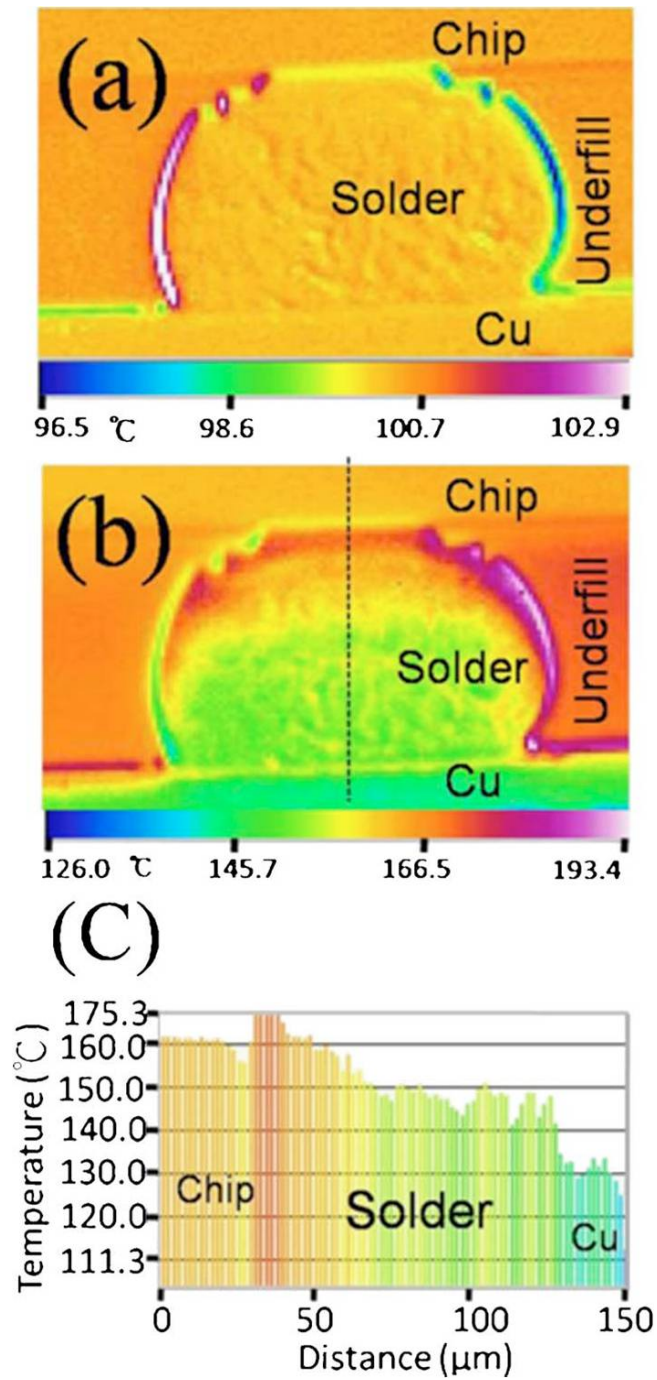 (a)
Chip
Solder
Underfill
Cu
96.5 ℃ 98.6 100.7 102.9
(b)
Chip
Solder
Underfill
Cu
126.0 ℃ 145.7 166.5 193.4
(C)
Temperature (℃)
175.3
160.0
150.0
140.0
130.0
120.0
111.3
Chip
Solder
Cu
0 50 100 150
Distance (μm)